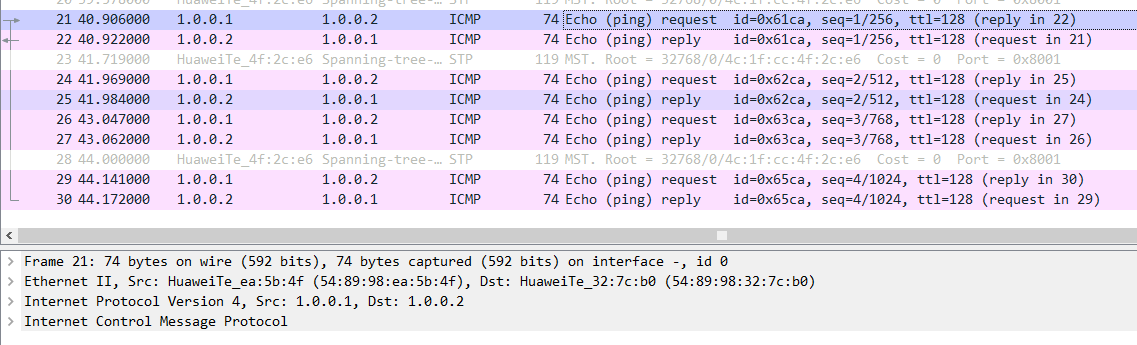 21 40.906000 1.0.0.1 1.0.0.2 ICMP 74 Echo (ping) request id=0x61ca, seq=1/256, ttl=128 (reply in 22)
22 40.922000 1.0.0.2 1.0.0.1 ICMP 74 Echo (ping) reply id=0x61ca, seq=1/256, ttl=128 (request in 21)
23 41.719000 HuaweiTe_4f:2c:e6 Spanning-tree-… STP 119 MST. Root = 32768/0/4c:1f:cc:4f:2c:e6 Cost = 0 Port = 0x8001
24 41.969000 1.0.0.1 1.0.0.2 ICMP 74 Echo (ping) request id=0x62ca, seq=2/512, ttl=128 (reply in 25)
25 41.984000 1.0.0.2 1.0.0.1 ICMP 74 Echo (ping) reply id=0x62ca, seq=2/512, ttl=128 (request in 24)
26 43.047000 1.0.0.1 1.0.0.2 ICMP 74 Echo (ping) request id=0x63ca, seq=3/768, ttl=128 (reply in 27)
27 43.062000 1.0.0.2 1.0.0.1 ICMP 74 Echo (ping) reply id=0x63ca, seq=3/768, ttl=128 (request in 26)
28 44.000000 HuaweiTe_4f:2c:e6 Spanning-tree-… STP 119 MST. Root = 32768/0/4c:1f:cc:4f:2c:e6 Cost = 0 Port = 0x8001
29 44.141000 1.0.0.1 1.0.0.2 ICMP 74 Echo (ping) request id=0x65ca, seq=4/1024, ttl=128 (reply in 30)
30 44.172000 1.0.0.2 1.0.0.1 ICMP 74 Echo (ping) reply id=0x65ca, seq=4/1024, ttl=128 (request in 29)
Frame 21: 74 bytes on wire (592 bits), 74 bytes captured (592 bits) on interface -, id 0
Ethernet II, Src: HuaweiTe_ea:5b:4f (54:89:98:ea:5b:4f), Dst: HuaweiTe_32:7c:b0 (54:89:98:32:7c:b0)
Internet Protocol Version 4, Src: 1.0.0.1, Dst: 1.0.0.2
Internet Control Message Protocol